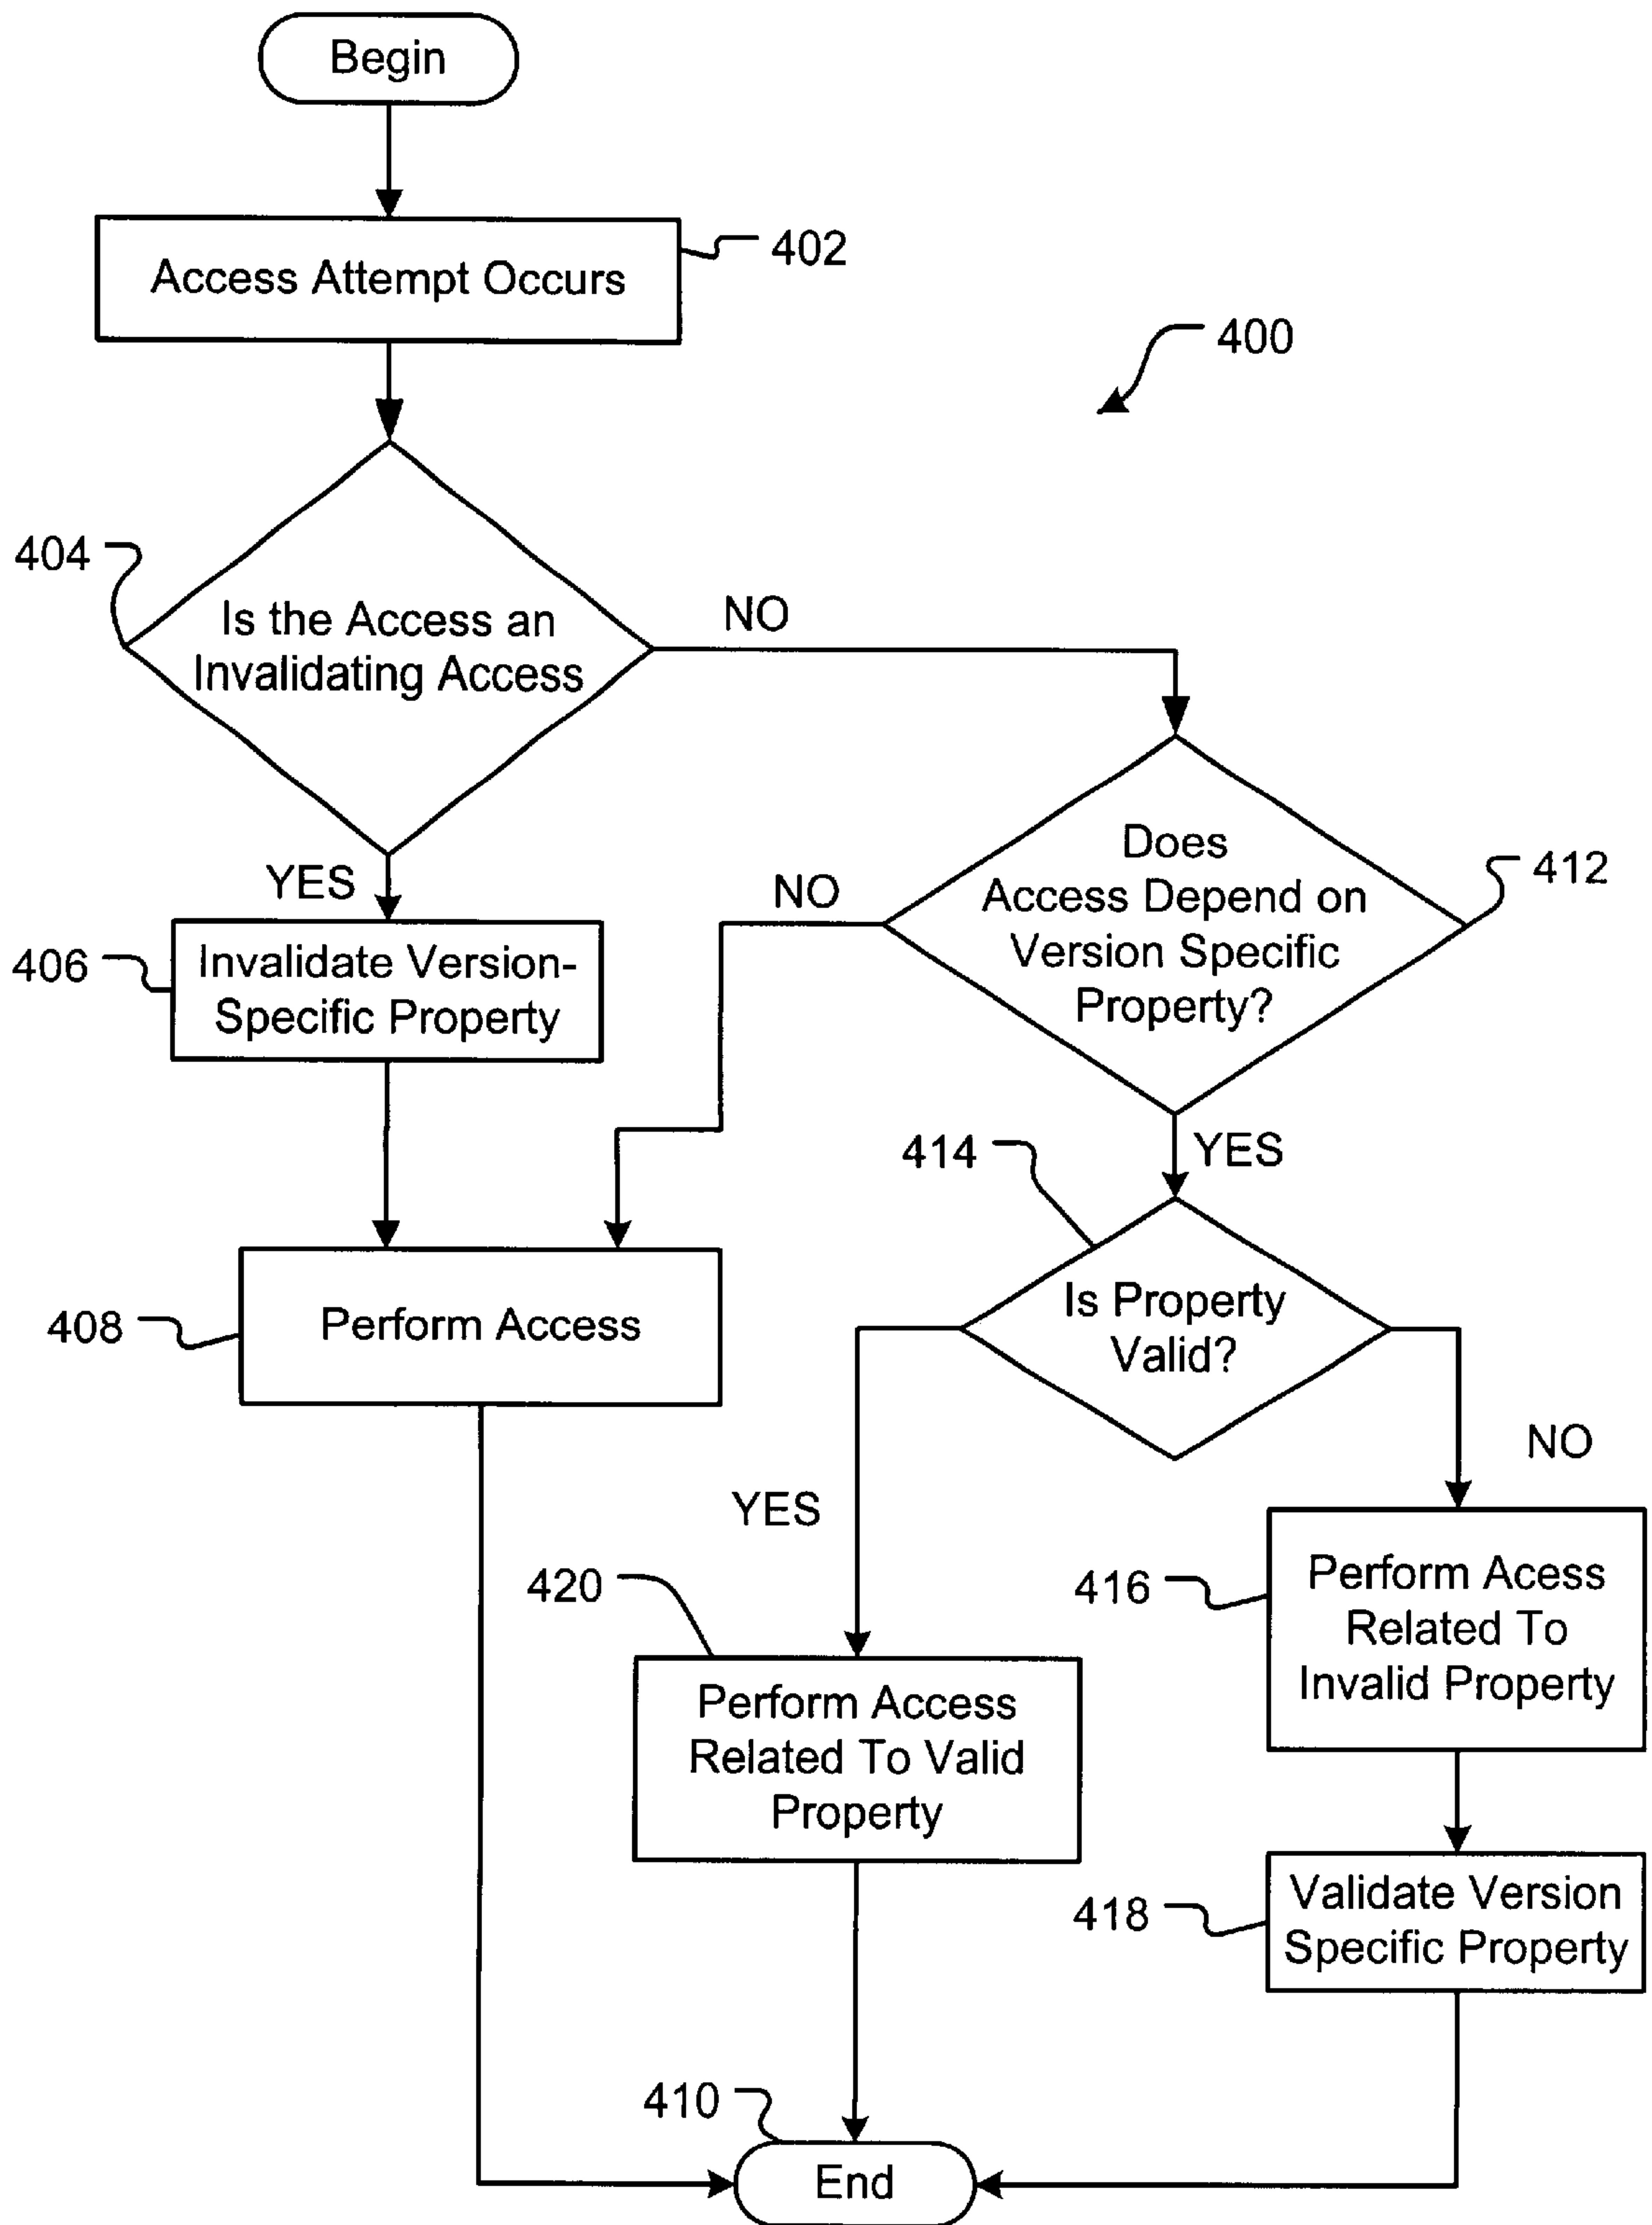 Begin
Access Attempt Occurs
402
400
404
Is the Access an
Invalidating Access
NO
YES
406
Invalidate Version-
Specific Property
NO
Does
Access Depend on
Version Specific
Property?
412
YES
414
408
Perform Access
Is Property
Valid?
YES
NO
420
Perform Access
Related To Valid
Property
416
Perform Acess
Related To
Invalid Property
418
Validate Version
Specific Property
410
End